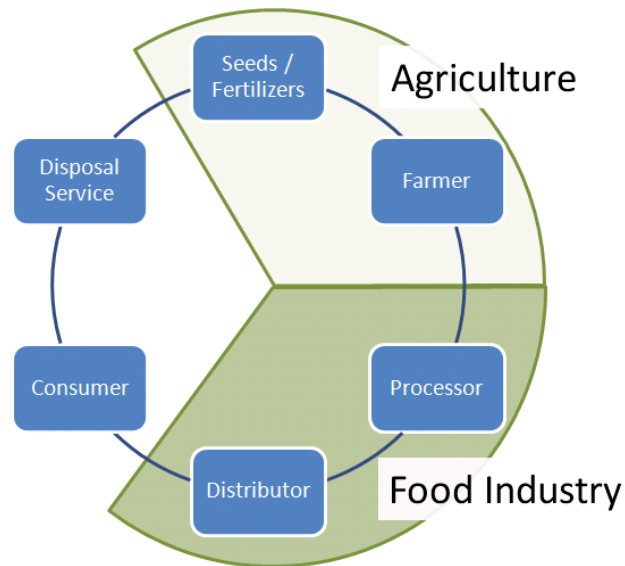 Seeds /
Fertilizers
Agriculture
Disposal
Service
Farmer
Consumer
Processor
Distributor
Food Industry